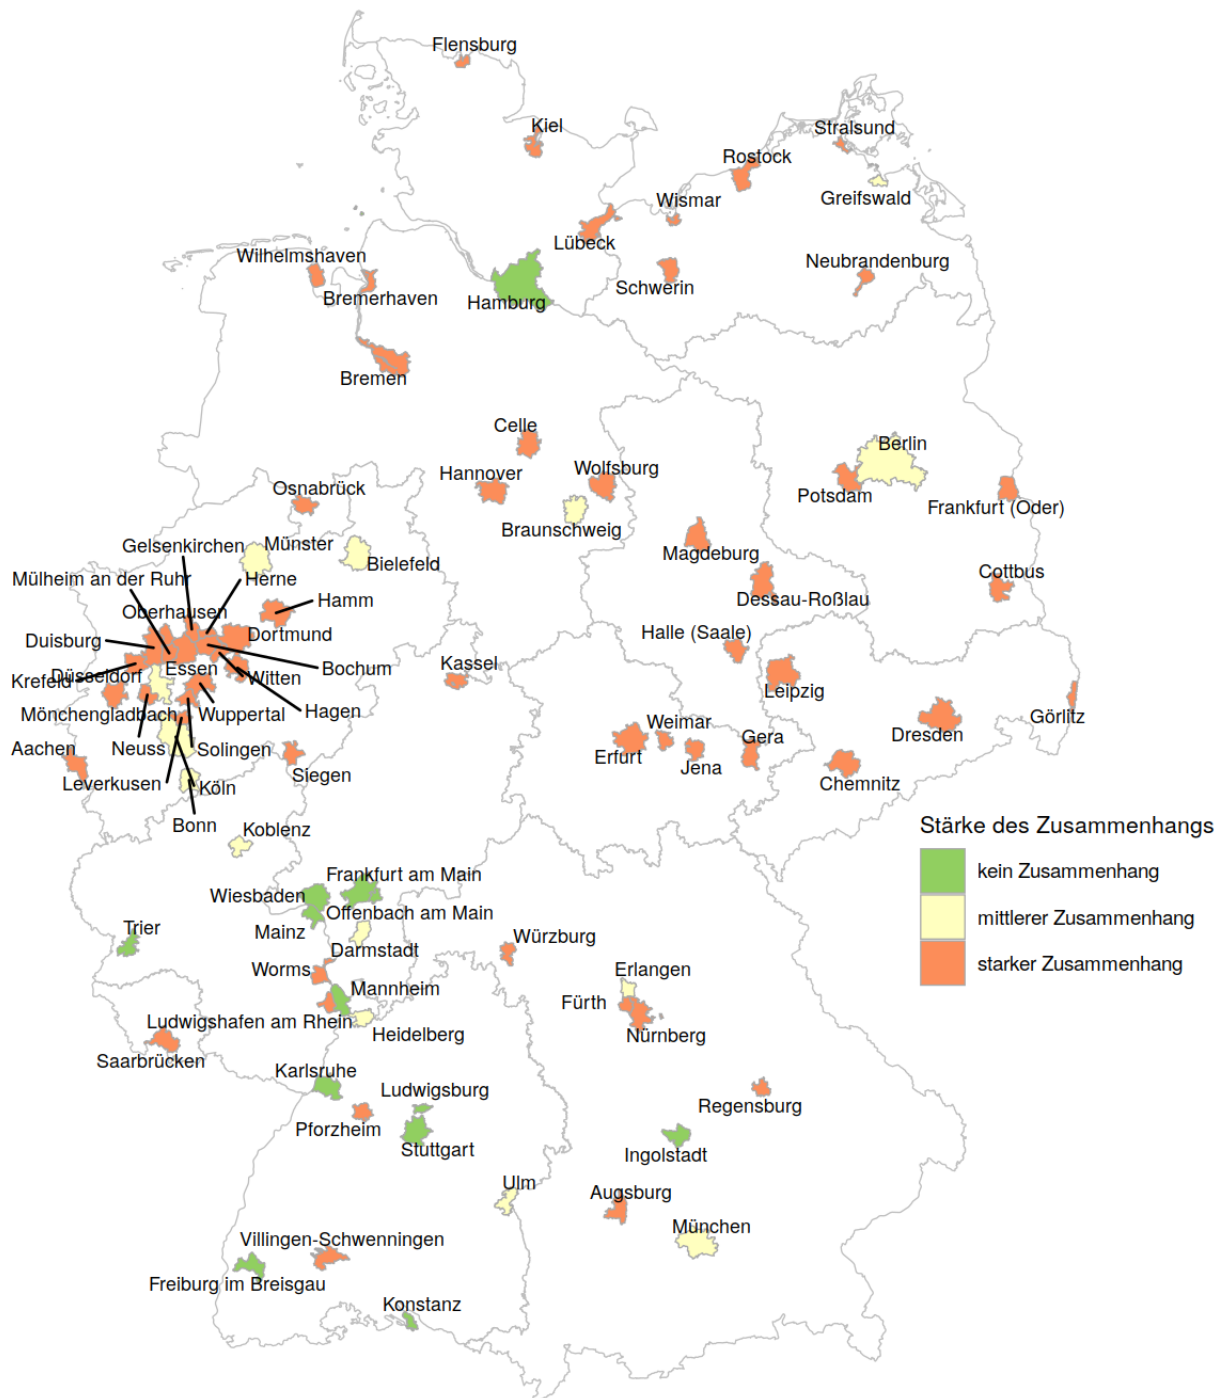 Flensburg
Kiel
Stralsund
Rostock
Greifswald
Wismar
Lübeck
Wilhelmshaven
Neubrandenburg
Schwerin
Bremerhaven
Hamburg
Bremen
Celle
Berlin
Hannover
Wolfsburg
Osnabrück
Potsdam
Frankfurt (Oder)
Braunschweig
Gelsenkirchen
Münster
Magdeburg
Bielefeld
Mülheim an der Ruhr
Herne
Cottbus
Hamm
Dessau-Roßlau
Oberhausen
Duisburg
Dortmund
Halle (Saale)
Krefeld
Düsseldorf
Essen
Bochum
Kassel
Witten
Leipzig
Mönchengladbach
Wuppertal
Hagen
Görlitz
Weimar
Gera
Dresden
Aachen
Neuss
Solingen
Erfurt
Jena
Siegen
Chemnitz
Leverkusen
Köln
Bonn
Koblenz
Stärke des Zusammenhangs
kein Zusammenhang
mittlerer Zusammenhang
starker Zusammenhang
Frankfurt am Main
Wiesbaden
Offenbach am Main
Trier
Mainz
Würzburg
Darmstadt
Worms
Erlangen
Mannheim
Fürth
Ludwigshafen am Rhein
Heidelberg
Nürnberg
Saarbrücken
Karlsruhe
Ludwigsburg
Regensburg
Pforzheim
Stuttgart
Ingolstadt
Ulm
Augsburg
München
Villingen-Schwenningen
Freiburg im Breisgau
Konstanz